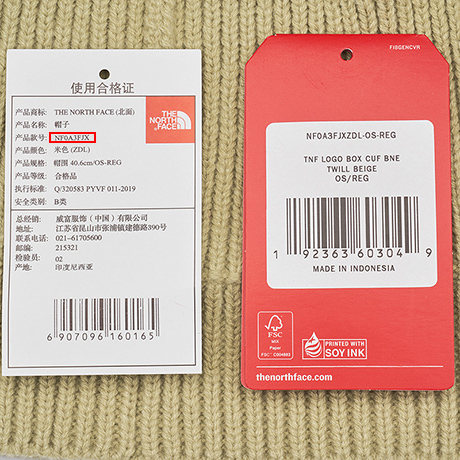 使用合格证
产品商标: THE NORTH FACE (北面)
产品名称: 帽子
产品款号: NF0A3FJX
产品颜色: 米色 (ZDL)
产品规格: 帽围 40.6cm/OS-REG
产品等级: 合格品
执行标准: Q/320583 PYVF 011-2019
安全类别: B类
THE
NORTH
FACE
总经销: 威富服饰（中国）有限公司
地址: 江苏省昆山市张浦镇建德路390号
联系电话: 021-61705600
邮编: 215321
检验员: 02
产地: 印度尼西亚
6 907096 160165
FIBGENCVR
NF0A3FJXZDL-OS-REG
TNF LOGO BOX CUF BNE
TWILL BEIGE
OS/REG
1 92363 60304 9
MADE IN INDONESIA
FSC
MIX
Paper
FSC® C004863
PRINTED WITH
SOY INK
thenorthface.com